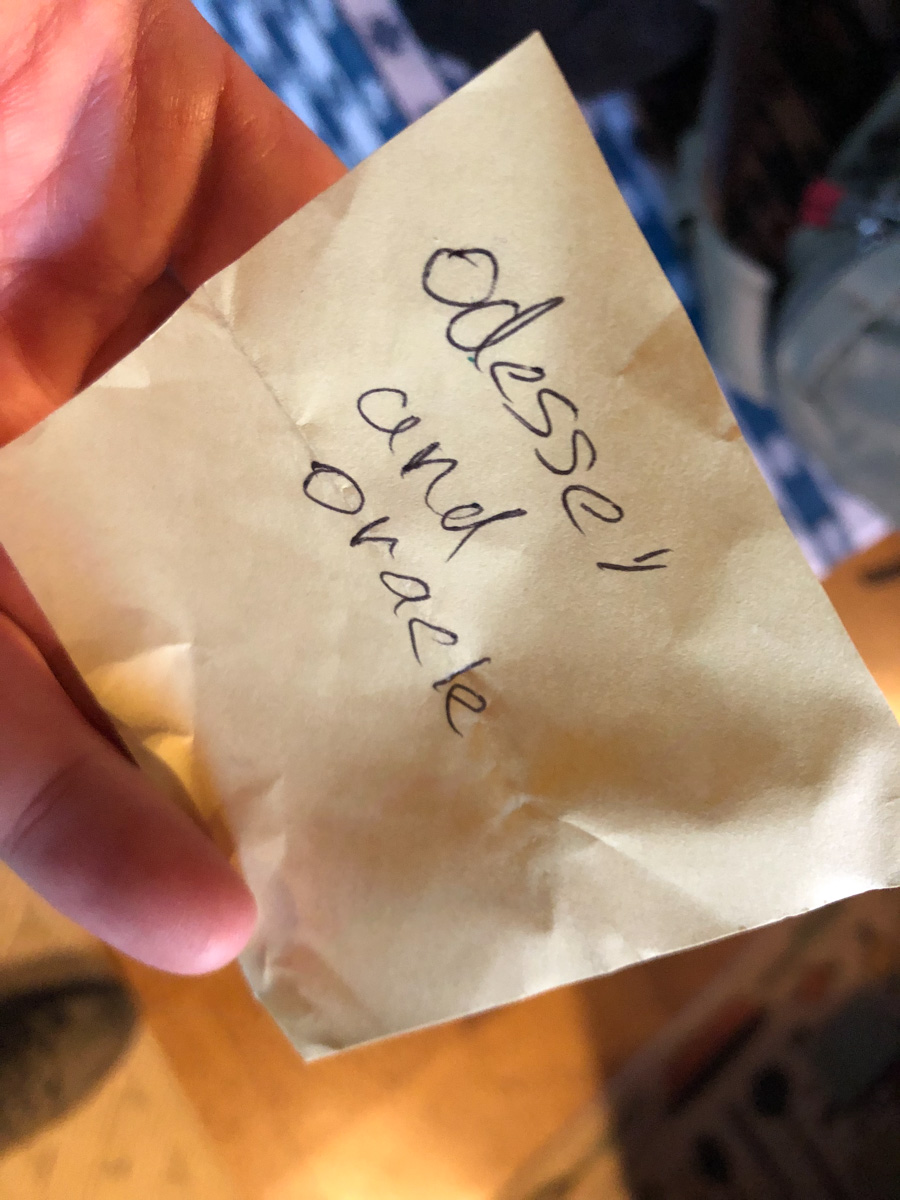 Odessey
and
Oracle